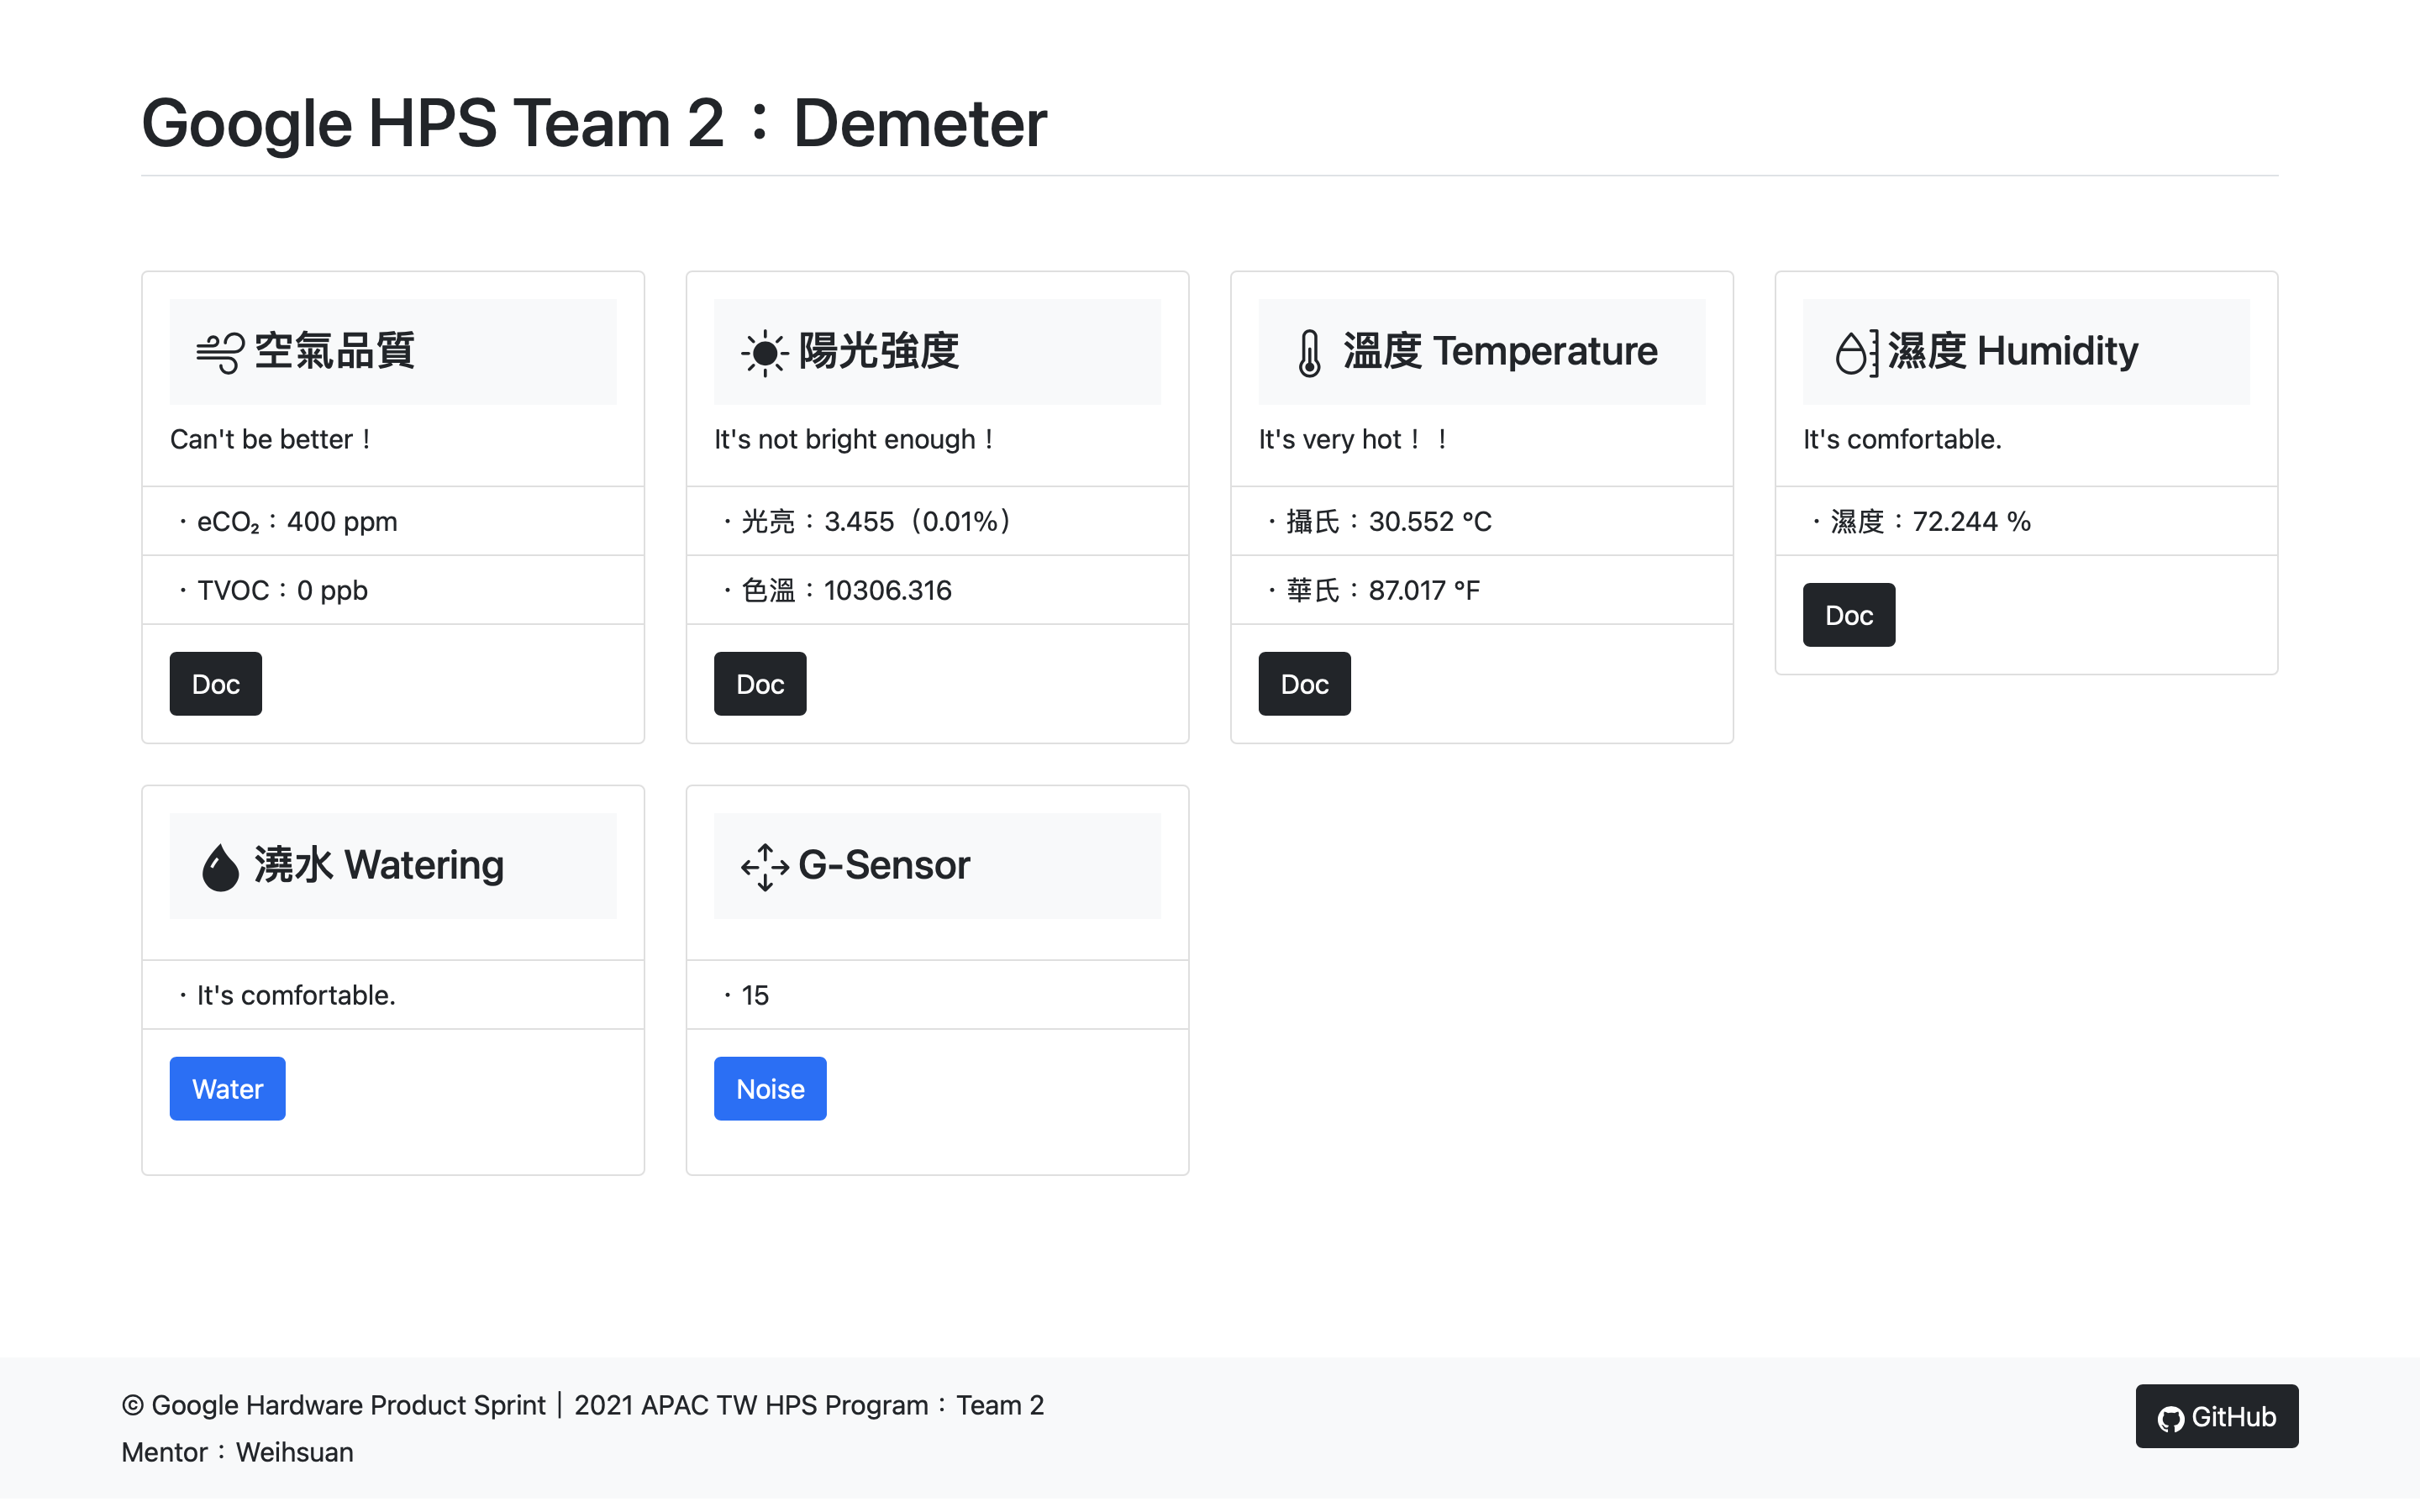 Google HPS Team 2：Demeter
空氣品質
Can't be better！
・eCO₂：400 ppm
・TVOC：0 ppb
Doc
陽光強度
It's not bright enough！
・光亮：3.455（0.01%）
・色溫：10306.316
Doc
溫度 Temperature
It's very hot！！
・攝氏：30.552 °C
・華氏：87.017 °F
Doc
濕度 Humidity
It's comfortable.
・濕度：72.244 %
Doc
澆水 Watering
・It's comfortable.
Water
G-Sensor
・15
Noise
© Google Hardware Product Sprint｜2021 APAC TW HPS Program：Team 2
Mentor：Weihsuan
GitHub